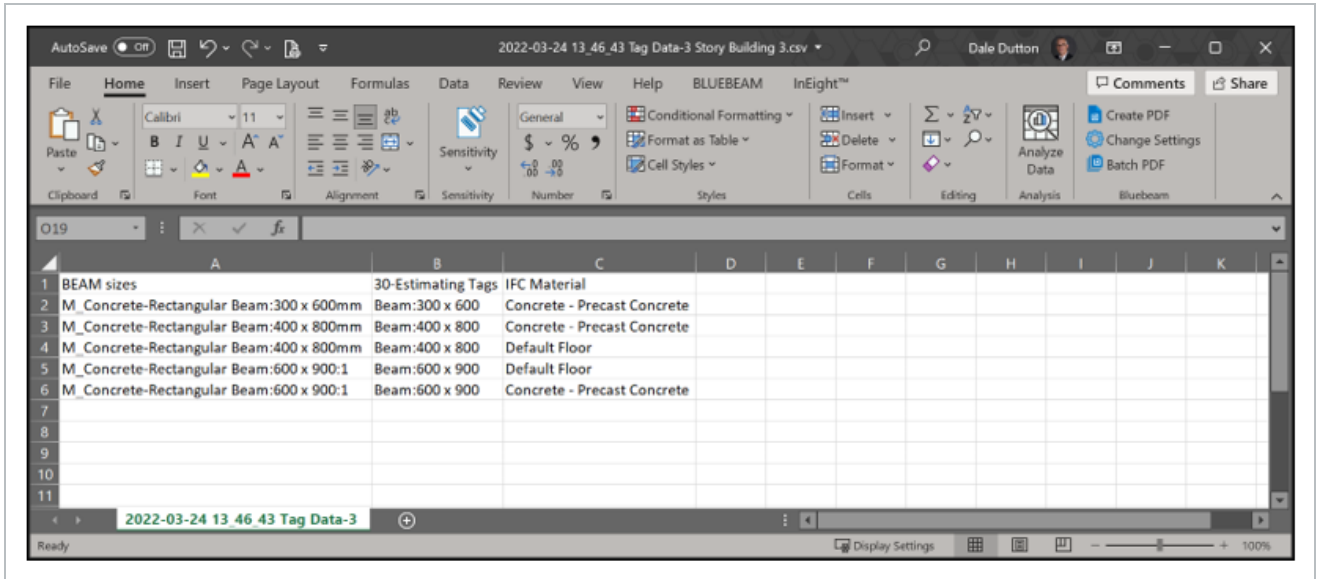 AutoSave Off 2022-03-24 13_46_43 Tag Data-3 Story Building 3.csv Dale Dutton
File Home Insert Page Layout Formulas Data Review View Help BLUEBEAM InEight™ Comments Share
Calibri 11 General Conditional Formatting Insert Create PDF
Paste B I U A A Sensitivity $ % Format as Table Delete Analyze Data Change Settings
A Cell Styles Format Batch PDF
Clipboard Font Alignment Sensitivity Number Styles Cells Editing Analysis Bluebeam
O19 fx
A B C D E F G H I J K
1 BEAM sizes 30-Estimating Tags IFC Material
2 M_Concrete-Rectangular Beam:300 x 600mm Beam:300 x 600 Concrete - Precast Concrete
3 M_Concrete-Rectangular Beam:400 x 800mm Beam:400 x 800 Concrete - Precast Concrete
4 M_Concrete-Rectangular Beam:400 x 800mm Beam:400 x 800 Default Floor
5 M_Concrete-Rectangular Beam:600 x 900:1 Beam:600 x 900 Default Floor
6 M_Concrete-Rectangular Beam:600 x 900:1 Beam:600 x 900 Concrete - Precast Concrete
7
8
9
10
11
2022-03-24 13_46_43 Tag Data-3
Ready Display Settings 100%